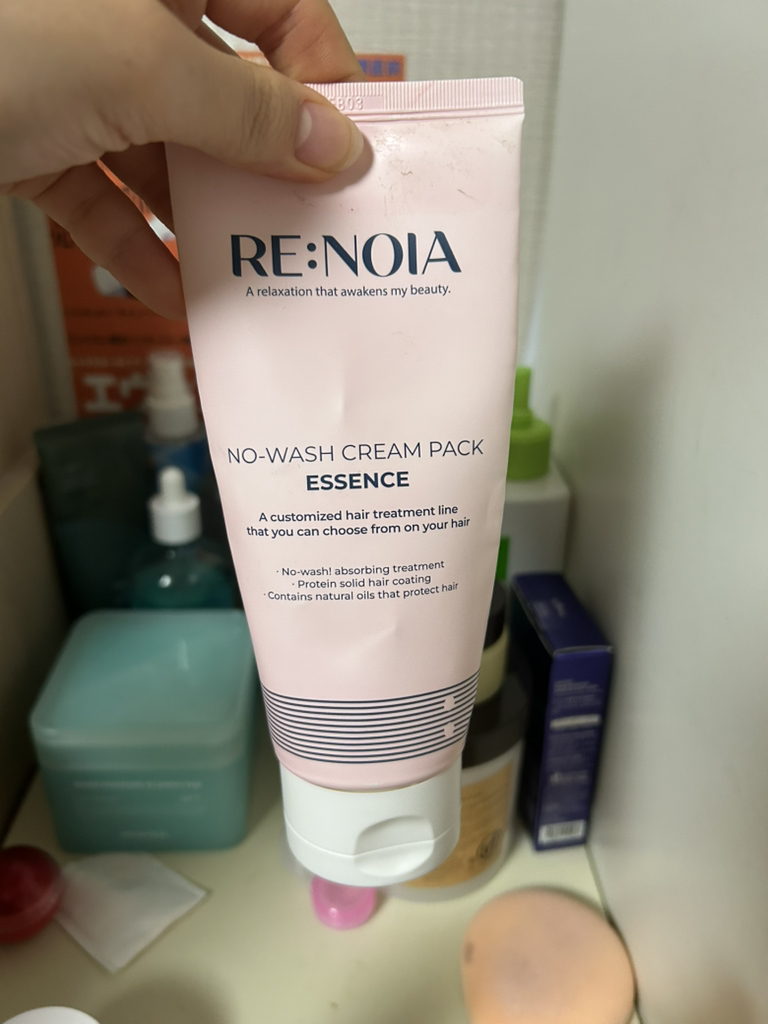 RE:NOIA
A relaxation that awakens my beauty.
NO-WASH CREAM PACK
ESSENCE
A customized hair treatment line
that you can choose from on your hair
· No-wash! absorbing treatment
· Protein solid hair coating
· Contains natural oils that protect hair